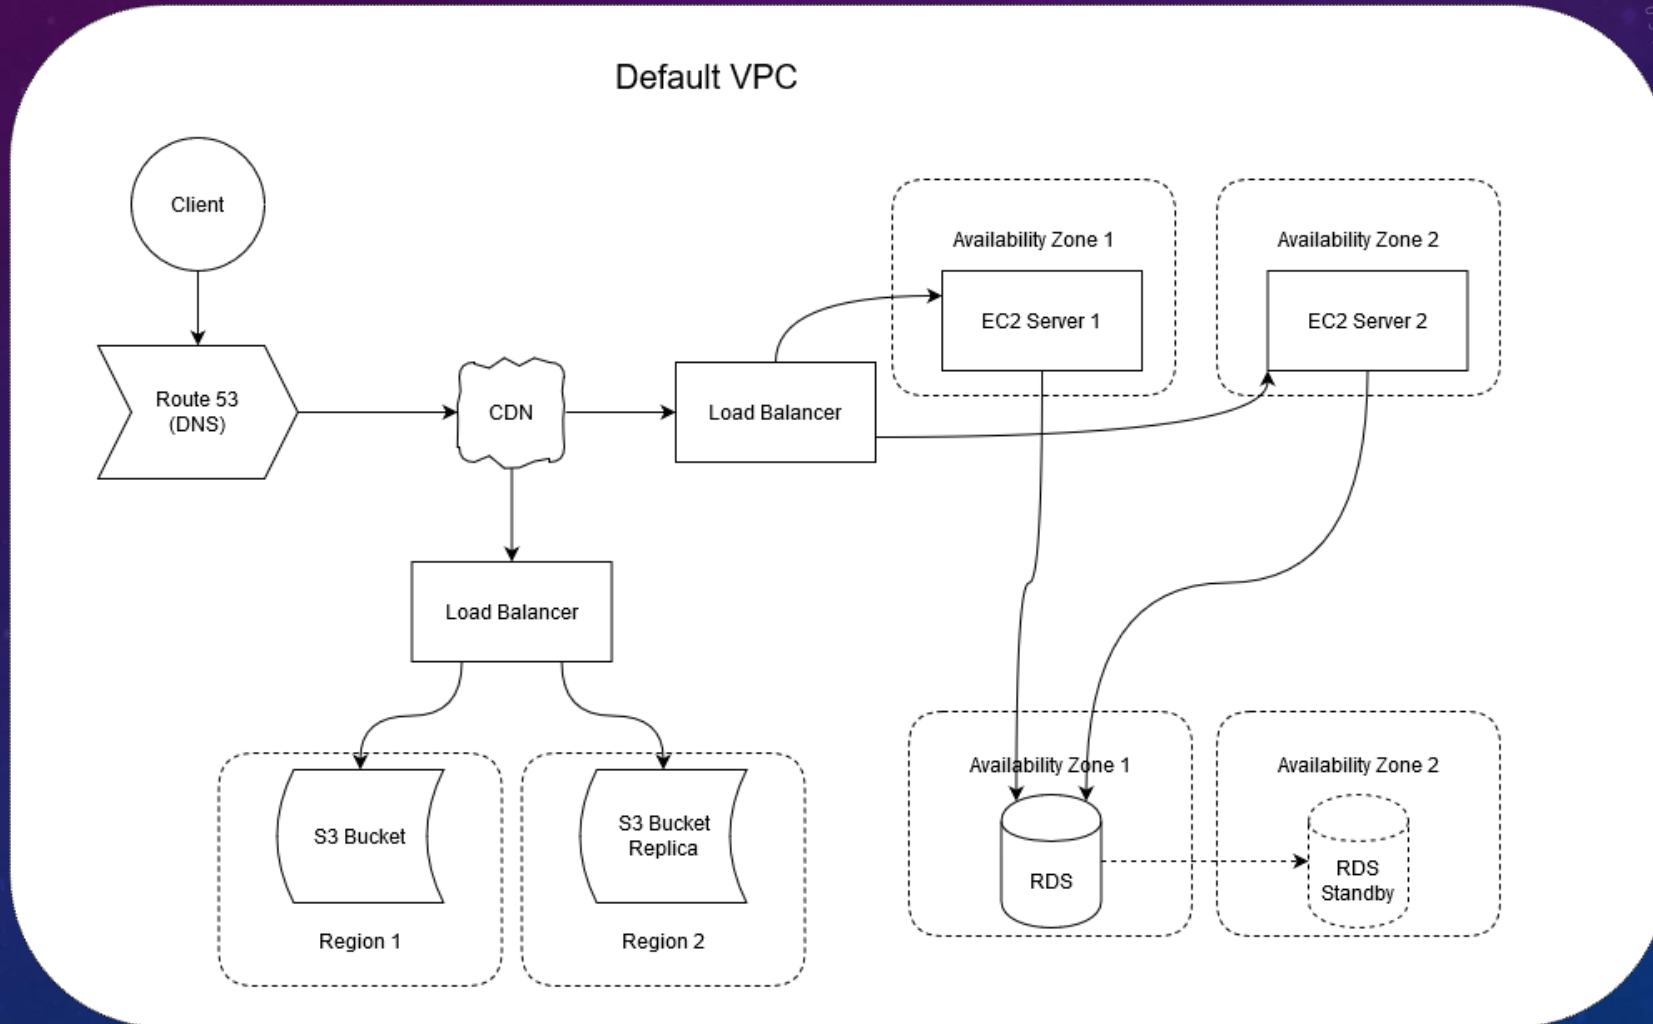 Default VPC
Client
Route 53
(DNS)
CDN
Load Balancer
Availability Zone 1
EC2 Server 1
Availability Zone 2
EC2 Server 2
Load Balancer
S3 Bucket
Region 1
S3 Bucket
Replica
Region 2
Availability Zone 1
RDS
Availability Zone 2
RDS
Standby